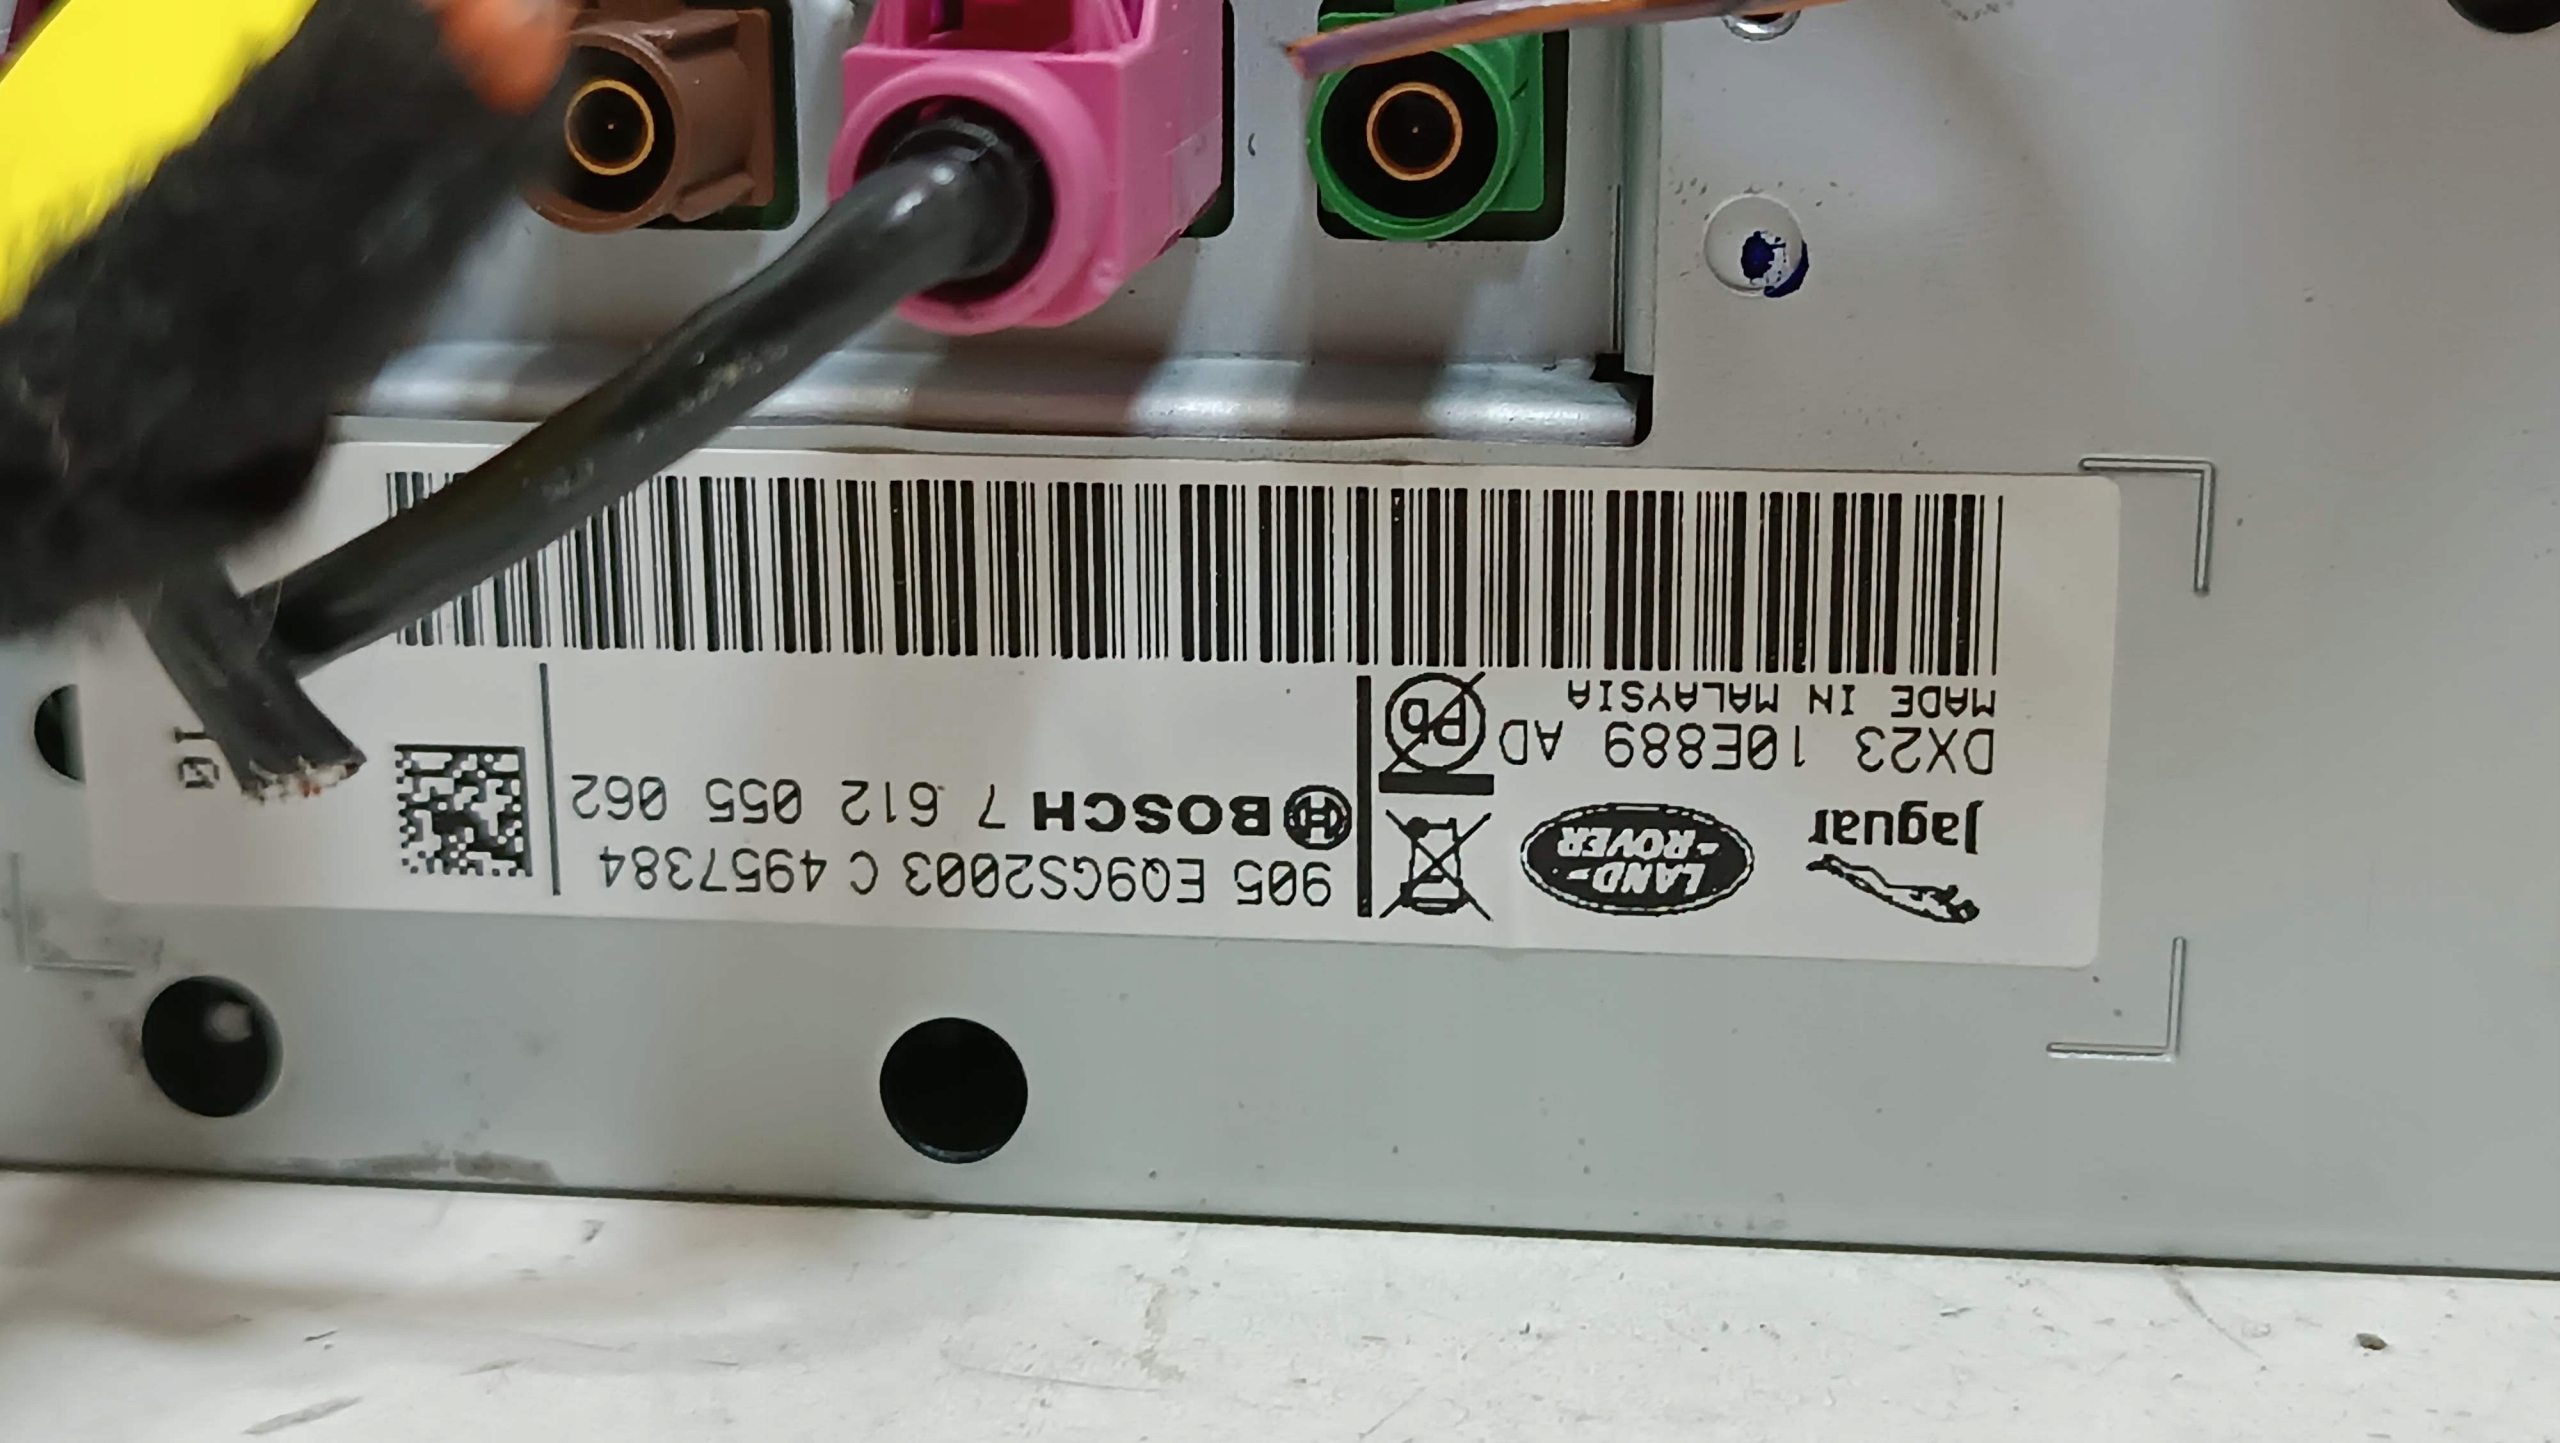 Jaguar
LAND-
-ROVER
905 EQ9GS2003 C 4957384
BOSCH 7 612 055 062
DX23 10E889 AD
Pb
MADE IN MALAYSIA